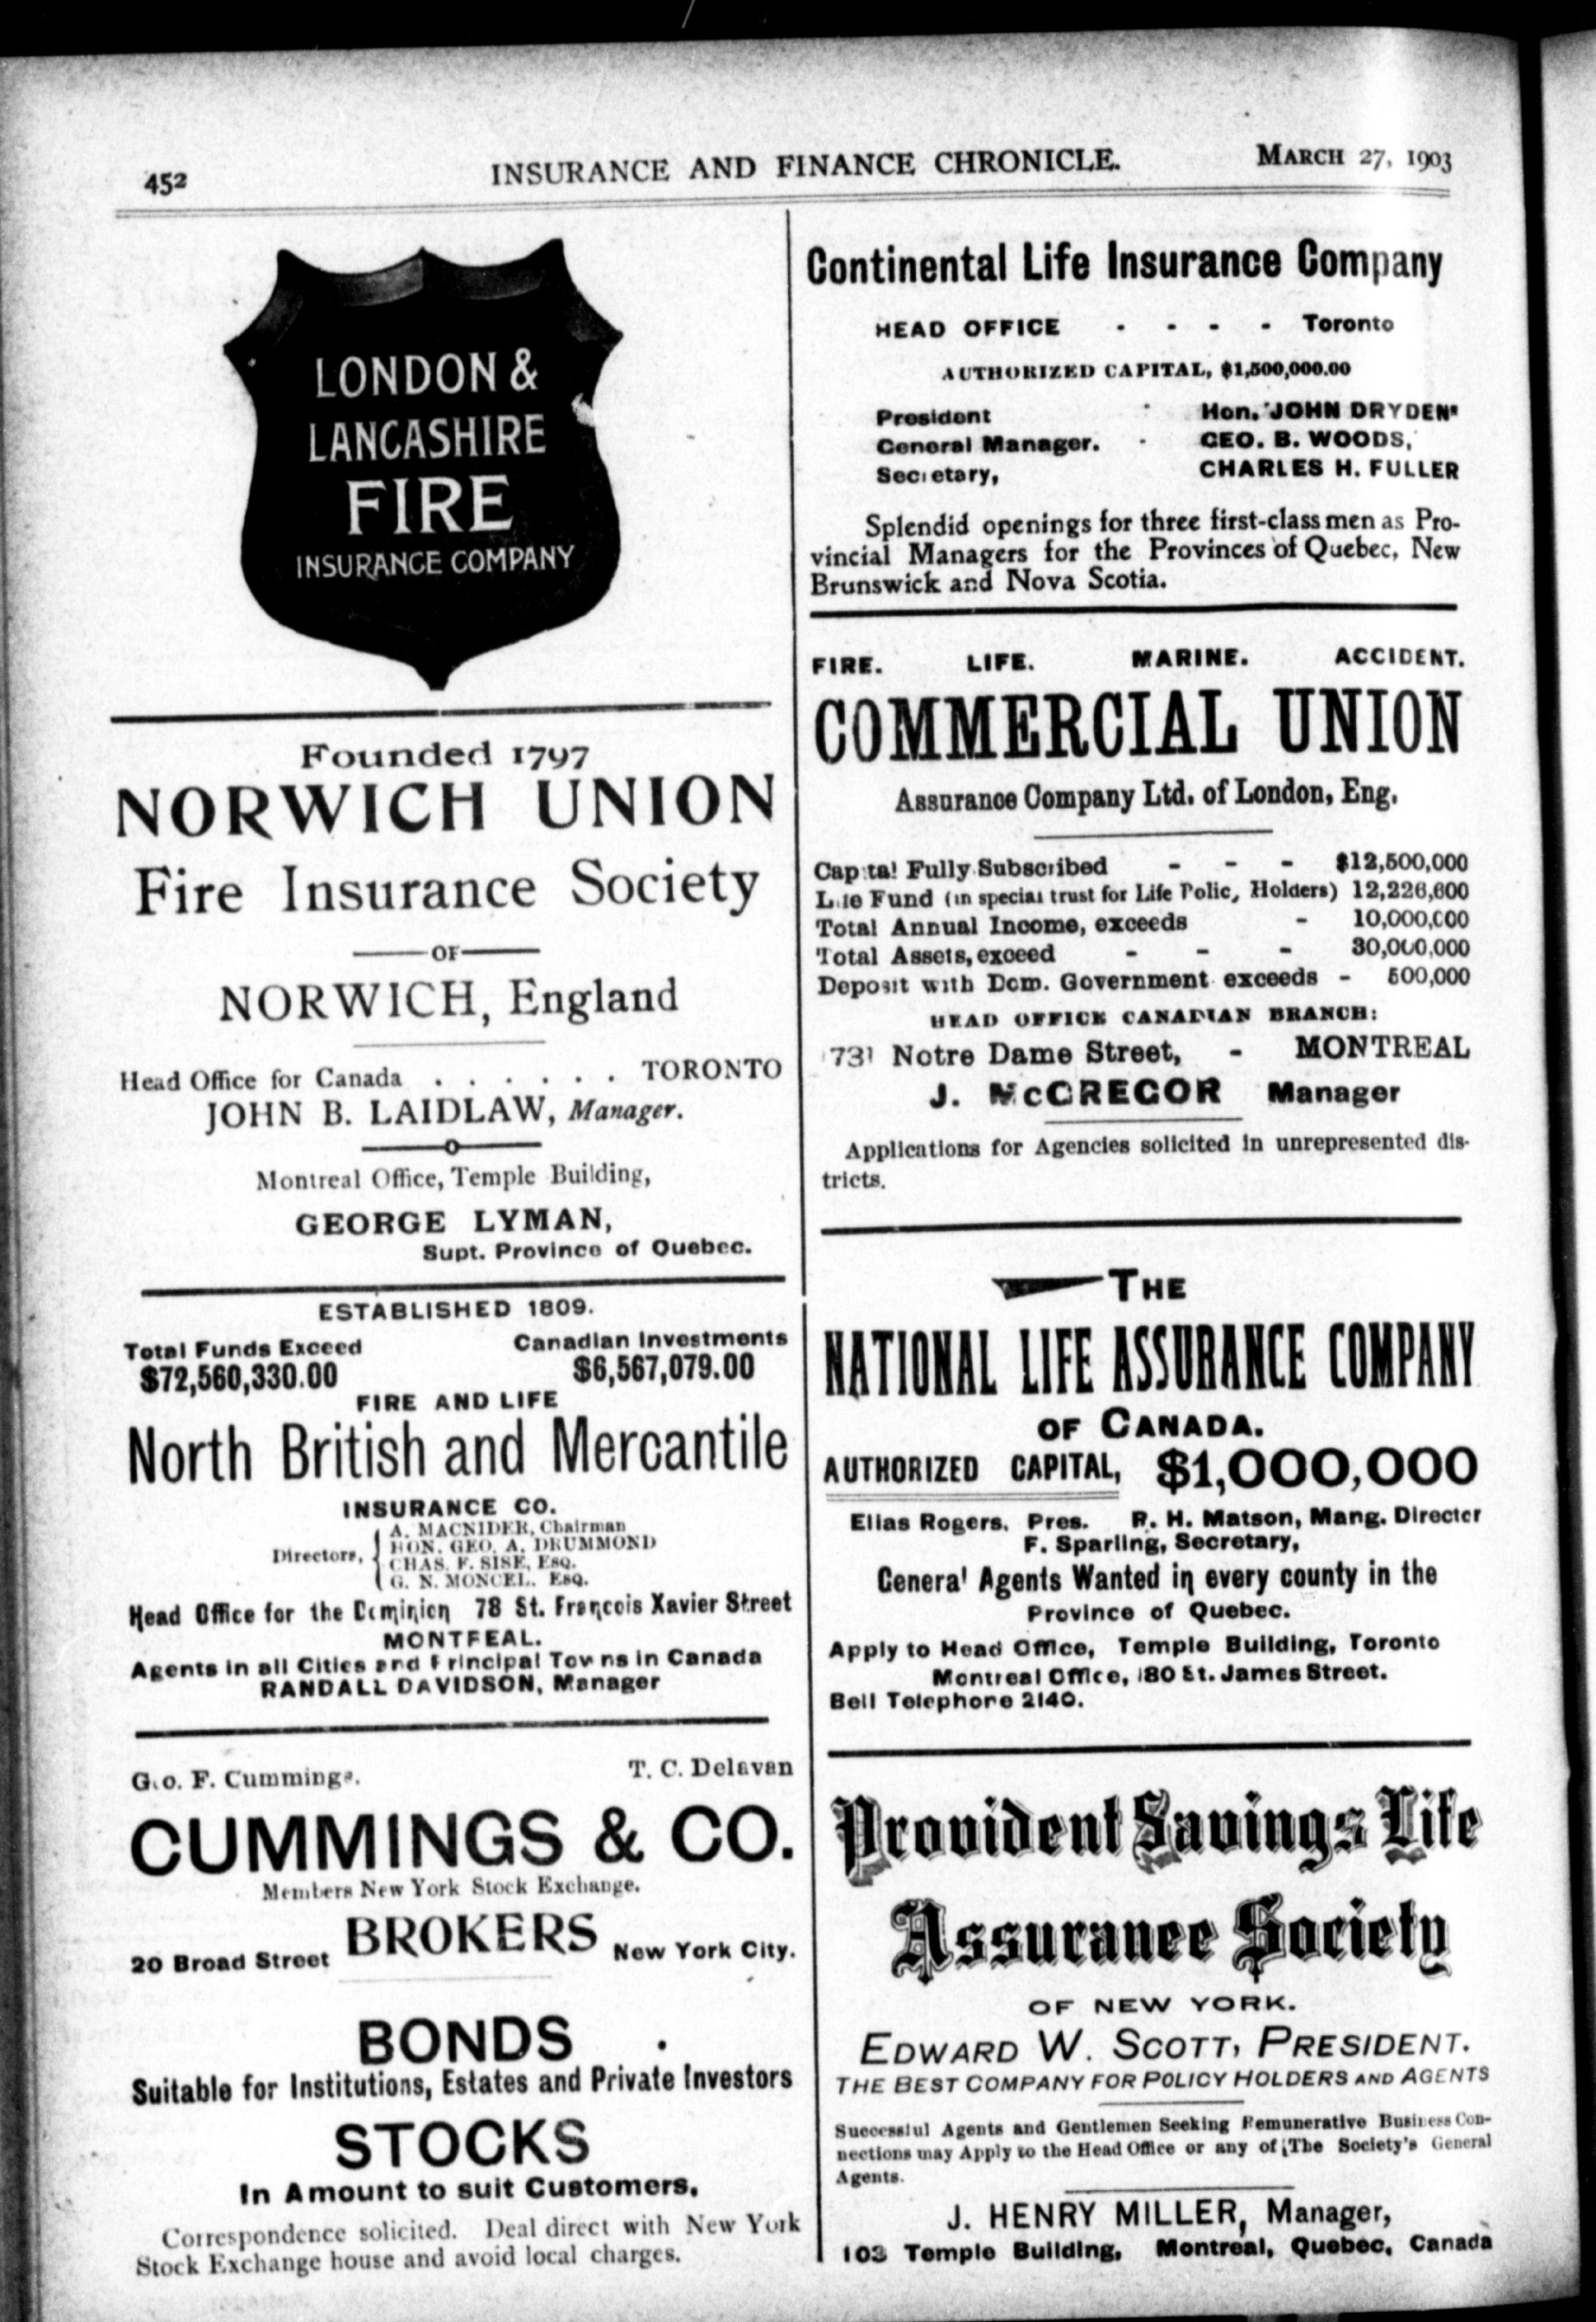 452 INSURANCE AND FINANCE CHRONICLE. MARCH 27, 1903
LONDON &
LANCASHIRE
FIRE
INSURANCE COMPANY
Founded 1797
NORWICH UNION
Fire Insurance Society
OF
NORWICH, England
Head Office for Canada . . . . . . TORONTO
JOHN B. LAIDLAW, Manager.
Montreal Office, Temple Building,
GEORGE LYMAN,
Supt. Province of Quebec.
ESTABLISHED 1809.
Total Funds Exceed Canadian Investments
$72,560,330.00 $6,567,079.00
FIRE AND LIFE
North British and Mercantile
INSURANCE CO.
Directors, A. MACNIDER, Chairman
HON. GEO. A. DRUMMOND
CHAS. F. SISE, ESQ.
G. N. MONCEL, ESQ.
Head Office for the Dominion 78 St. François Xavier Street
MONTREAL.
Agents in all Cities and Principal Towns in Canada
RANDALL DAVIDSON, Manager
Geo. F. Cummings. T. C. Delavan
CUMMINGS & CO.
Members New York Stock Exchange.
20 Broad Street BROKERS New York City.
BONDS
Suitable for Institutions, Estates and Private Investors
STOCKS
In Amount to suit Customers.
Correspondence solicited. Deal direct with New York
Stock Exchange house and avoid local charges.
Continental Life Insurance Company
HEAD OFFICE - - - - Toronto
AUTHORIZED CAPITAL, $1,500,000.00
President Hon. JOHN DRYDEN
General Manager. - GEO. B. WOODS,
Secretary, CHARLES H. FULLER
Splendid openings for three first-class men as Pro-
vincial Managers for the Provinces of Quebec, New
Brunswick and Nova Scotia.
FIRE. LIFE. MARINE. ACCIDENT.
COMMERCIAL UNION
Assurance Company Ltd. of London, Eng.
Capital Fully Subscribed - - - $12,500,000
Life Fund (in special trust for Life Policy Holders) 12,226,600
Total Annual Income, exceeds - 10,000,000
Total Assets, exceed - - - 30,000,000
Deposit with Dom. Government exceeds - 500,000
HEAD OFFICE CANADIAN BRANCH:
1731 Notre Dame Street, - MONTREAL
J. McGREGOR Manager
Applications for Agencies solicited in unrepresented dis-
tricts.
THE
NATIONAL LIFE ASSURANCE COMPANY
OF CANADA.
AUTHORIZED CAPITAL, $1,000,000
Elias Rogers, Pres. R. H. Matson, Mang. Director
F. Sparling, Secretary,
General Agents Wanted in every county in the
Province of Quebec.
Apply to Head Office, Temple Building, Toronto
Montreal Office, 180 St. James Street.
Bell Telephone 2140.
Provident Savings Life
Assurance Society
OF NEW YORK.
EDWARD W. SCOTT, PRESIDENT.
THE BEST COMPANY FOR POLICY HOLDERS AND AGENTS
Successful Agents and Gentlemen Seeking Remunerative Business Con-
nections may Apply to the Head Office or any of The Society's General
Agents.
J. HENRY MILLER, Manager,
103 Temple Building, Montreal, Quebec, Canada